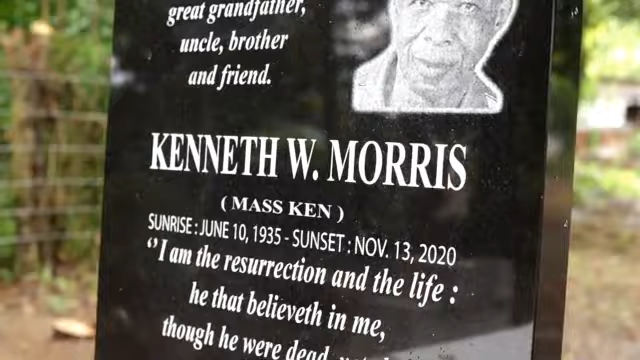 great grandfather,
uncle, brother
and friend.
KENNETH W. MORRIS
( MASS KEN )
SUNRISE : JUNE 10, 1935 - SUNSET : NOV. 13, 2020
“I am the resurrection and the life :
he that believeth in me,
though he were dead,